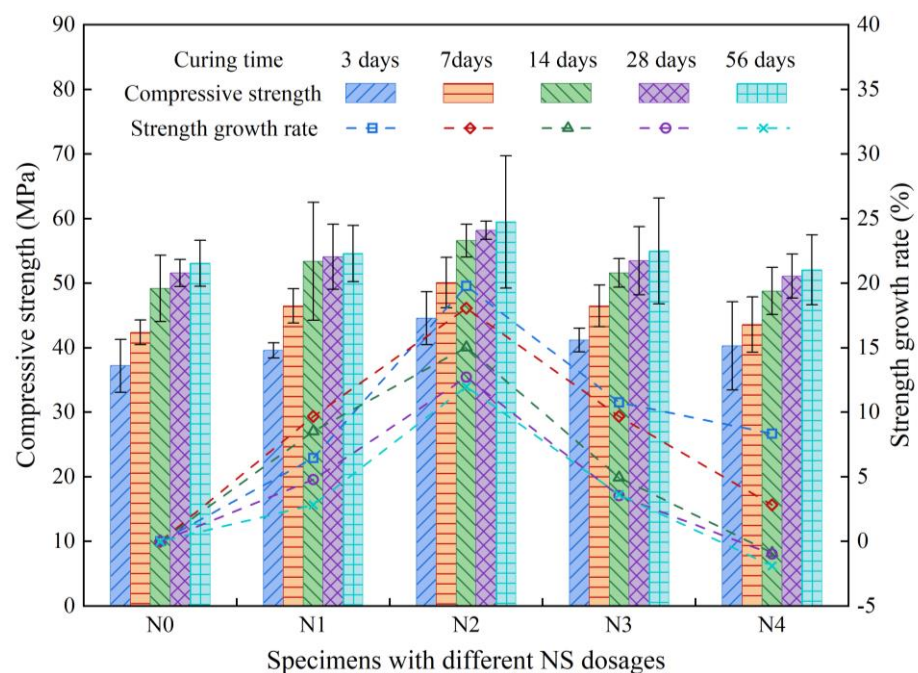 Curing time 3 days 7days 14 days 28 days 56 days
Compressive strength
Strength growth rate
90
80
70
60
50
40
30
20
10
0
Compressive strength (MPa)
40
35
30
25
20
15
10
5
0
-5
Strength growth rate (%)
N0 N1 N2 N3 N4
Specimens with different NS dosages